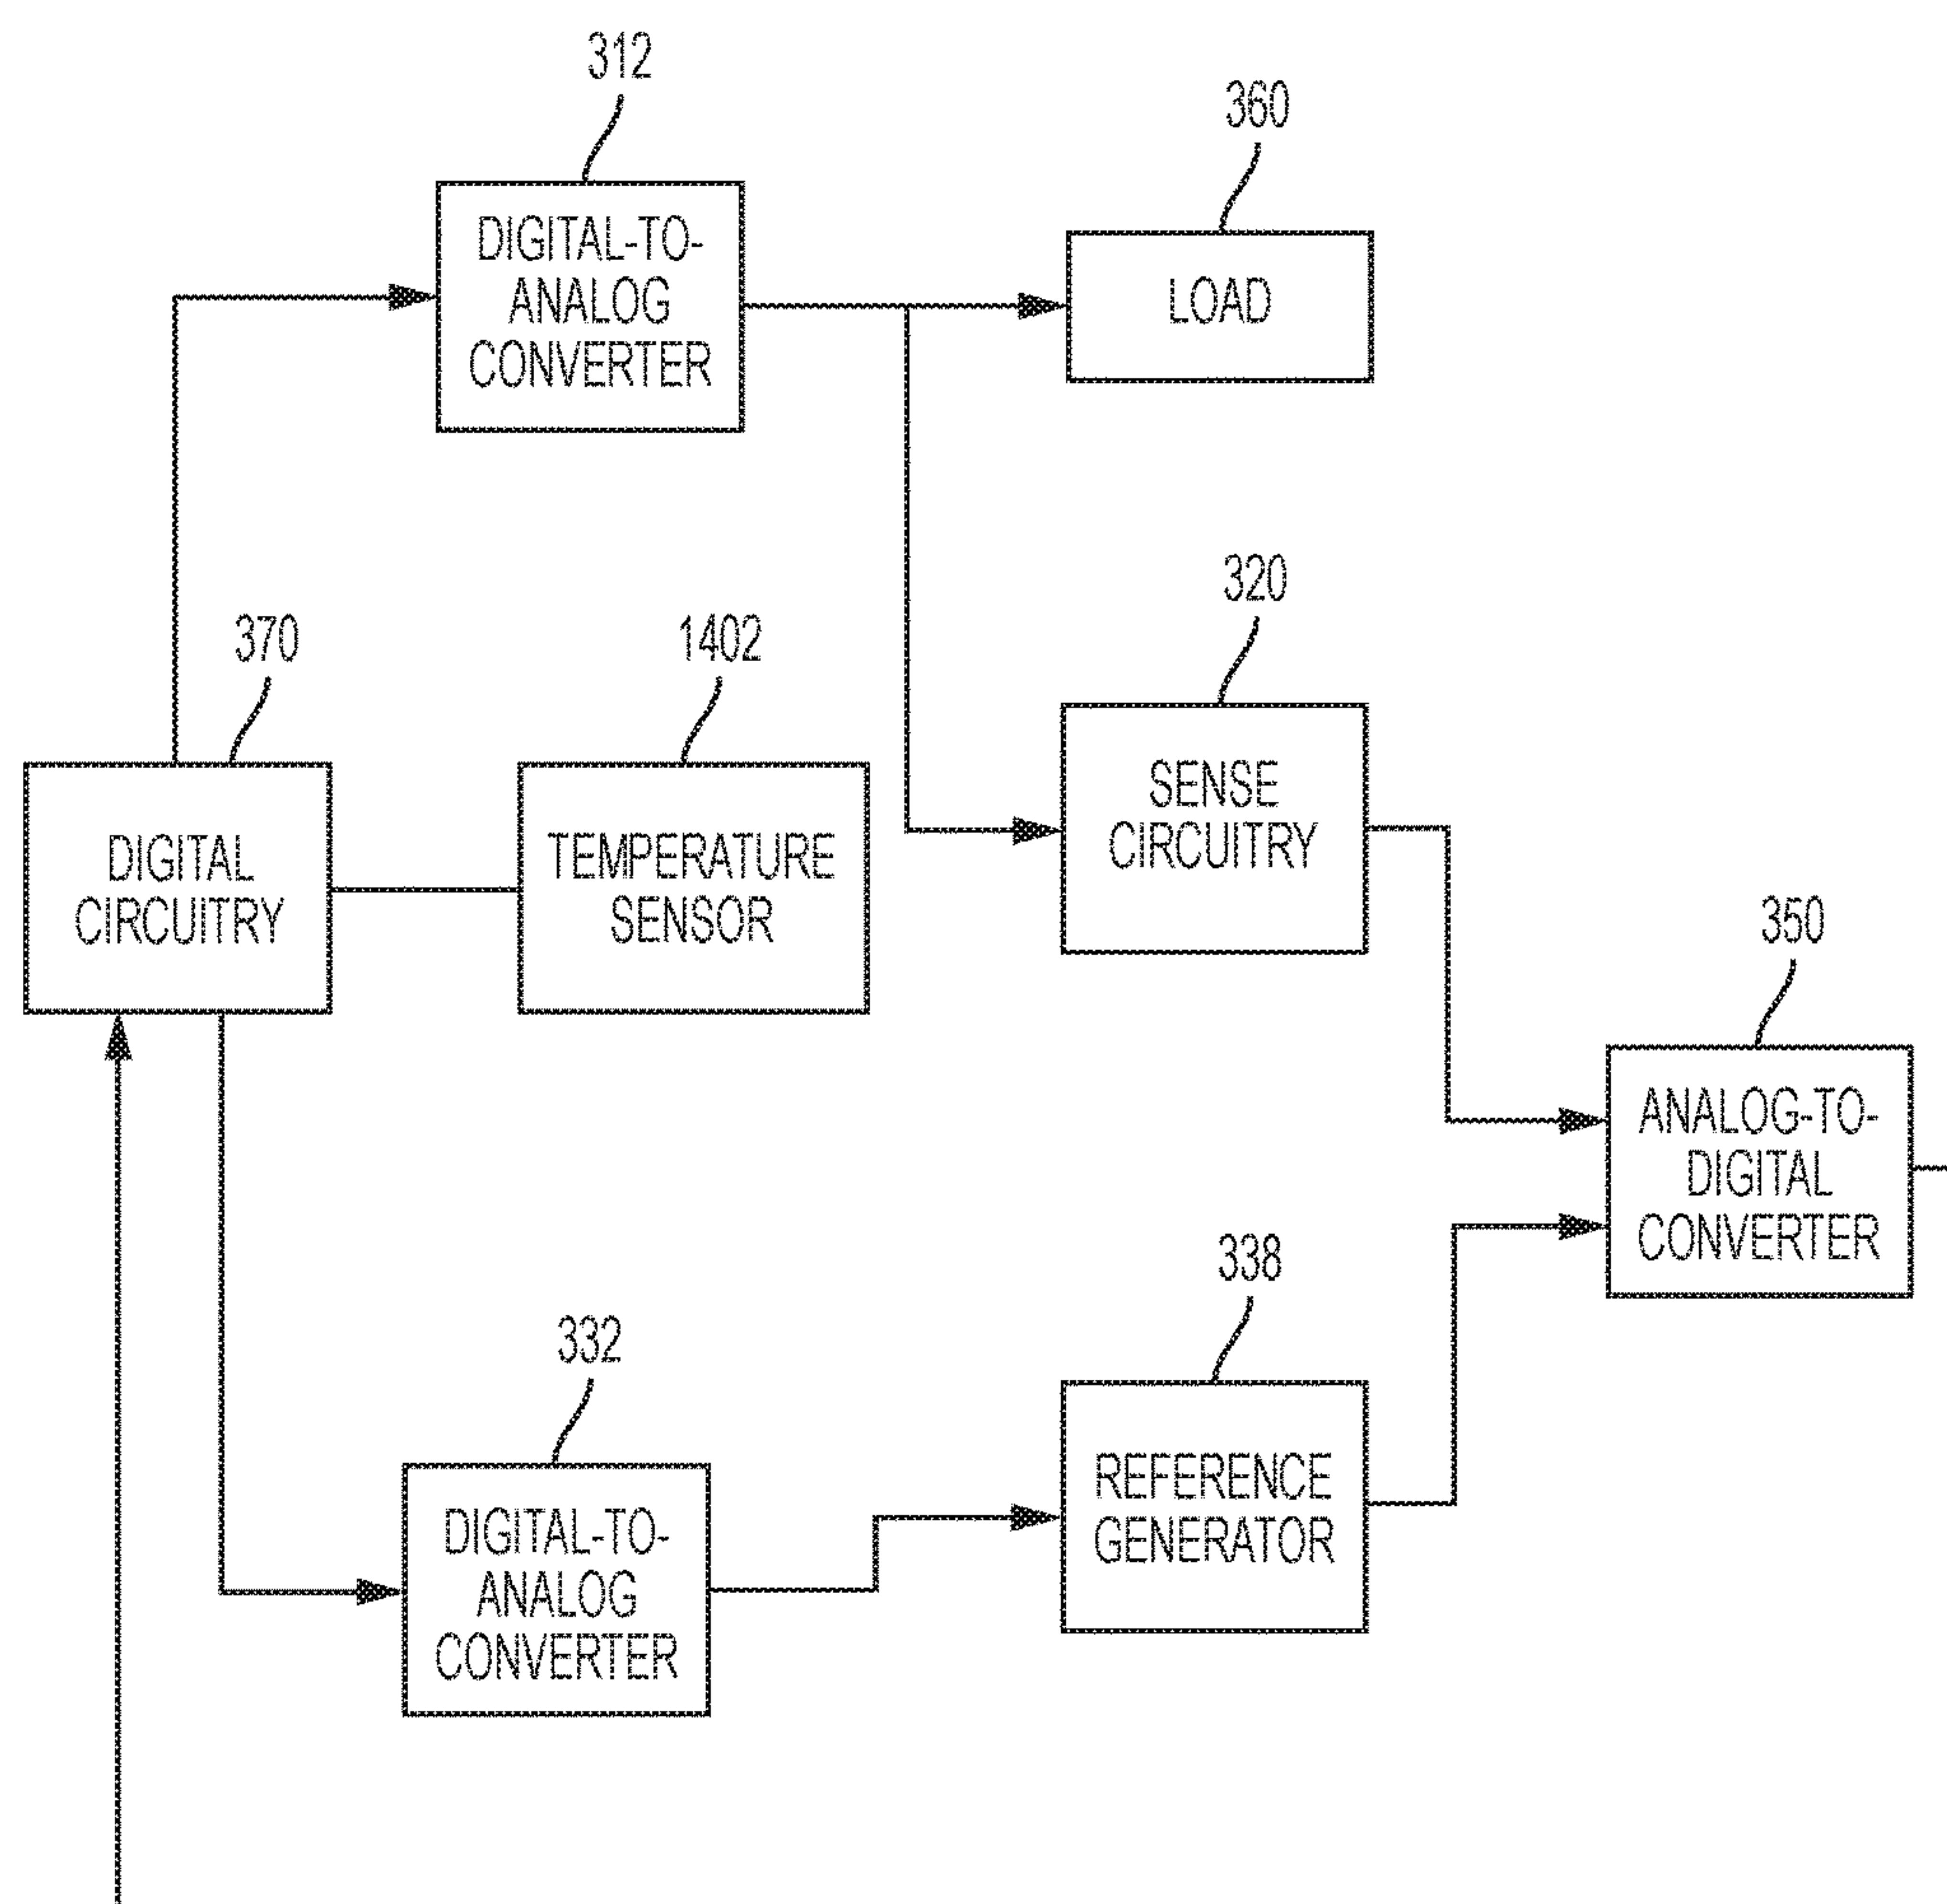 312
DIGITAL-TO-
ANALOG
CONVERTER
360
LOAD
370
DIGITAL
CIRCUITRY
1402
TEMPERATURE
SENSOR
320
SENSE
CIRCUITRY
350
ANALOG-TO-
DIGITAL
CONVERTER
332
DIGITAL-TO-
ANALOG
CONVERTER
338
REFERENCE
GENERATOR